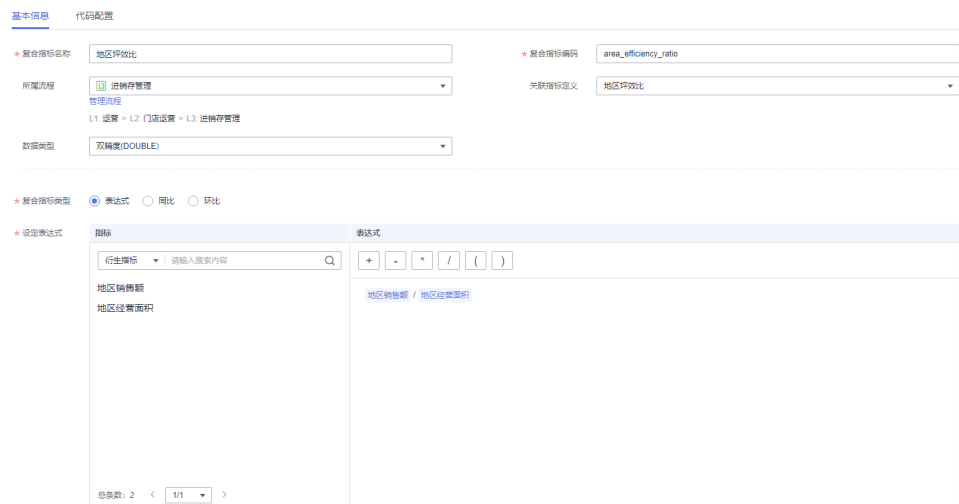 基本信息 代码配置
* 复合指标名称 地区坪效比 * 复合指标编码 area_efficiency_ratio
所属流程 L3 进销存管理 关联指标定义 地区坪效比
管理流程
L1: 运营 > L2: 门店运营 > L3: 进销存管理
数据类型 双精度(DOUBLE)
* 复合指标类型 表达式 同比 环比
* 设定表达式 指标 表达式
衍生指标 请输入搜索内容 + - * / ( )
地区销售额 地区销售额 / 地区经营面积
地区经营面积
总条数: 2 < 1/1 >